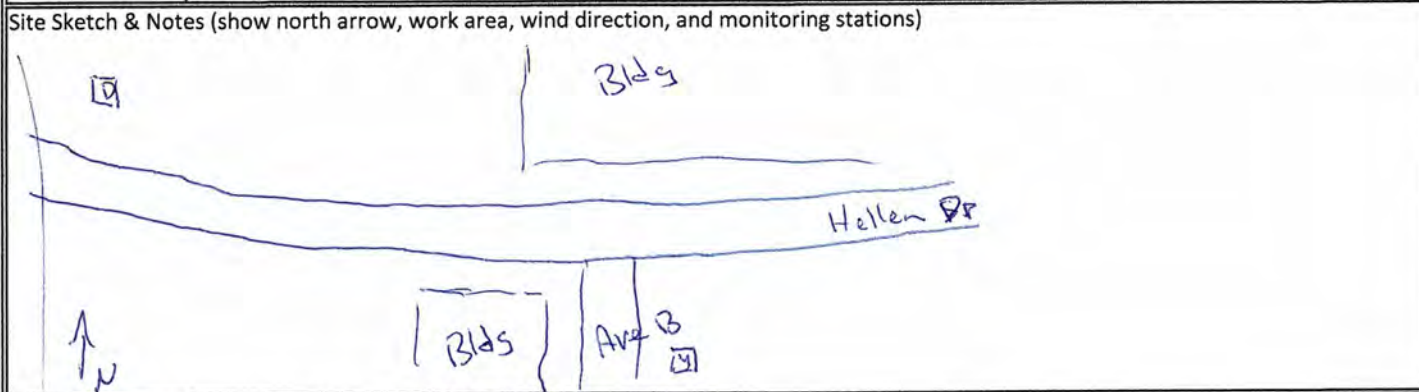 Site Sketch & Notes (show north arrow, work area, wind direction, and monitoring stations)
Bldg
Hellen Dr
Bldg
Ave B
N